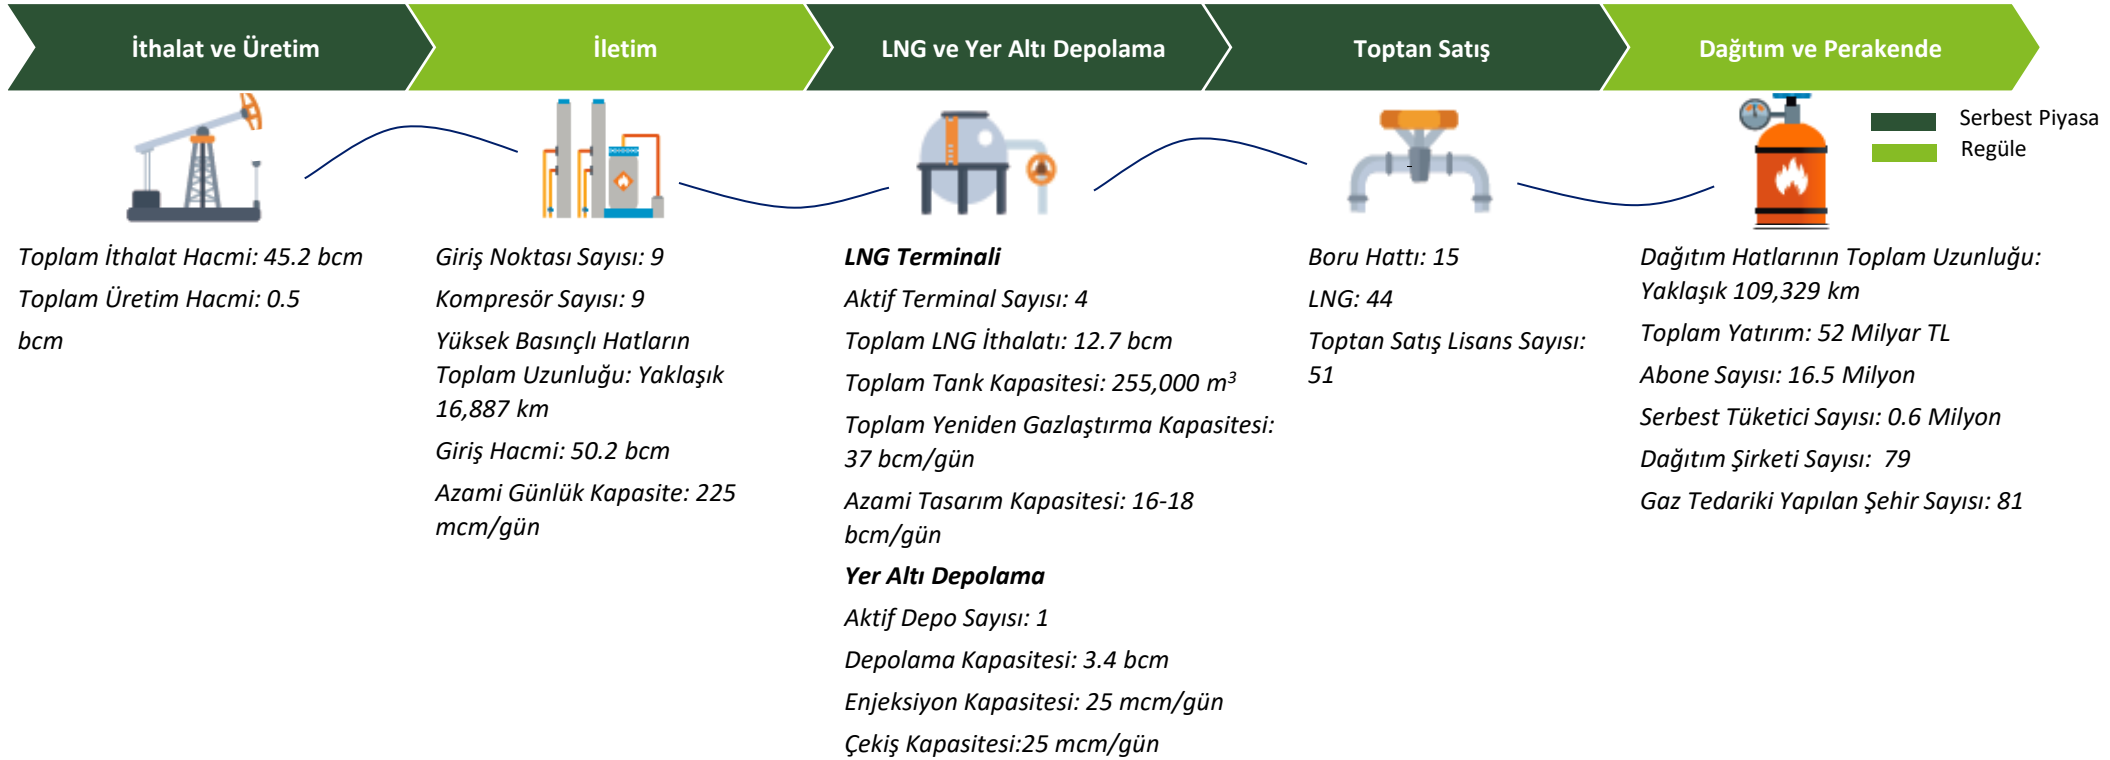 İthalat ve Üretim
İletim
LNG ve Yer Altı Depolama
Toptan Satış
Dağıtım ve Perakende
Serbest Piyasa
Regüle
Toplam İthalat Hacmi: 45.2 bcm
Toplam Üretim Hacmi: 0.5
bcm
Giriş Noktası Sayısı: 9
Kompresör Sayısı: 9
Yüksek Basınçlı Hatların
Toplam Uzunluğu: Yaklaşık
16,887 km
Giriş Hacmi: 50.2 bcm
Azami Günlük Kapasite: 225
mcm/gün
LNG Terminali
Aktif Terminal Sayısı: 4
Toplam LNG İthalatı: 12.7 bcm
Toplam Tank Kapasitesi: 255,000 m³
Toplam Yeniden Gazlaştırma Kapasitesi:
37 bcm/gün
Azami Tasarım Kapasitesi: 16-18
bcm/gün
Yer Altı Depolama
Aktif Depo Sayısı: 1
Depolama Kapasitesi: 3.4 bcm
Enjeksiyon Kapasitesi: 25 mcm/gün
Çekiş Kapasitesi:25 mcm/gün
Boru Hattı: 15
LNG: 44
Toptan Satış Lisans Sayısı:
51
Dağıtım Hatlarının Toplam Uzunluğu:
Yaklaşık 109,329 km
Toplam Yatırım: 52 Milyar TL
Abone Sayısı: 16.5 Milyon
Serbest Tüketici Sayısı: 0.6 Milyon
Dağıtım Şirketi Sayısı:  79
Gaz Tedariki Yapılan Şehir Sayısı: 81